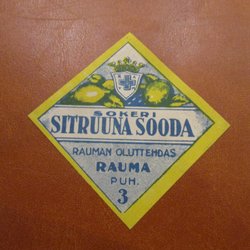 SOKERI
SITRUUNA SOODA
RAUMAN OLUTTEHDAS
RAUMA
PUH.
3